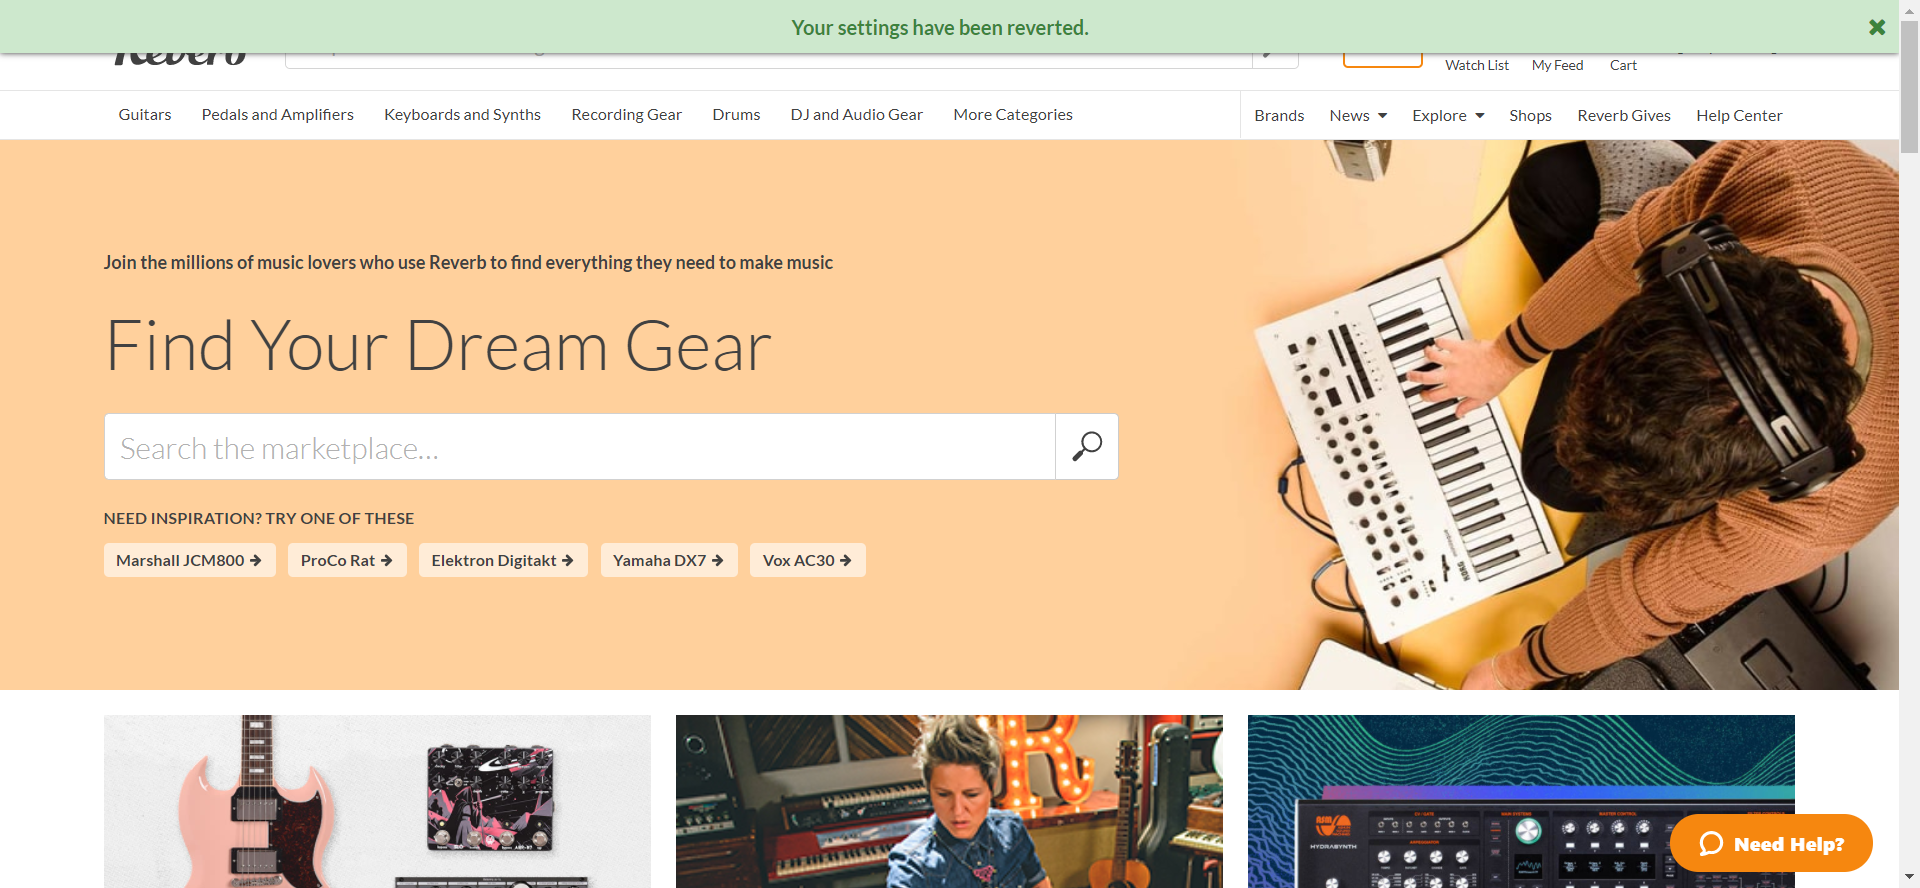 Your settings have been reverted.
Reverb
Watch List My Feed Cart
Guitars Pedals and Amplifiers Keyboards and Synths Recording Gear Drums DJ and Audio Gear More Categories
Brands News Explore Shops Reverb Gives Help Center
Join the millions of music lovers who use Reverb to find everything they need to make music
Find Your Dream Gear
Search the marketplace...
NEED INSPIRATION? TRY ONE OF THESE
Marshall JCM800 ProCo Rat Elektron Digitakt Yamaha DX7 Vox AC30
KORG
R
HYDRASYNTH
Need Help?